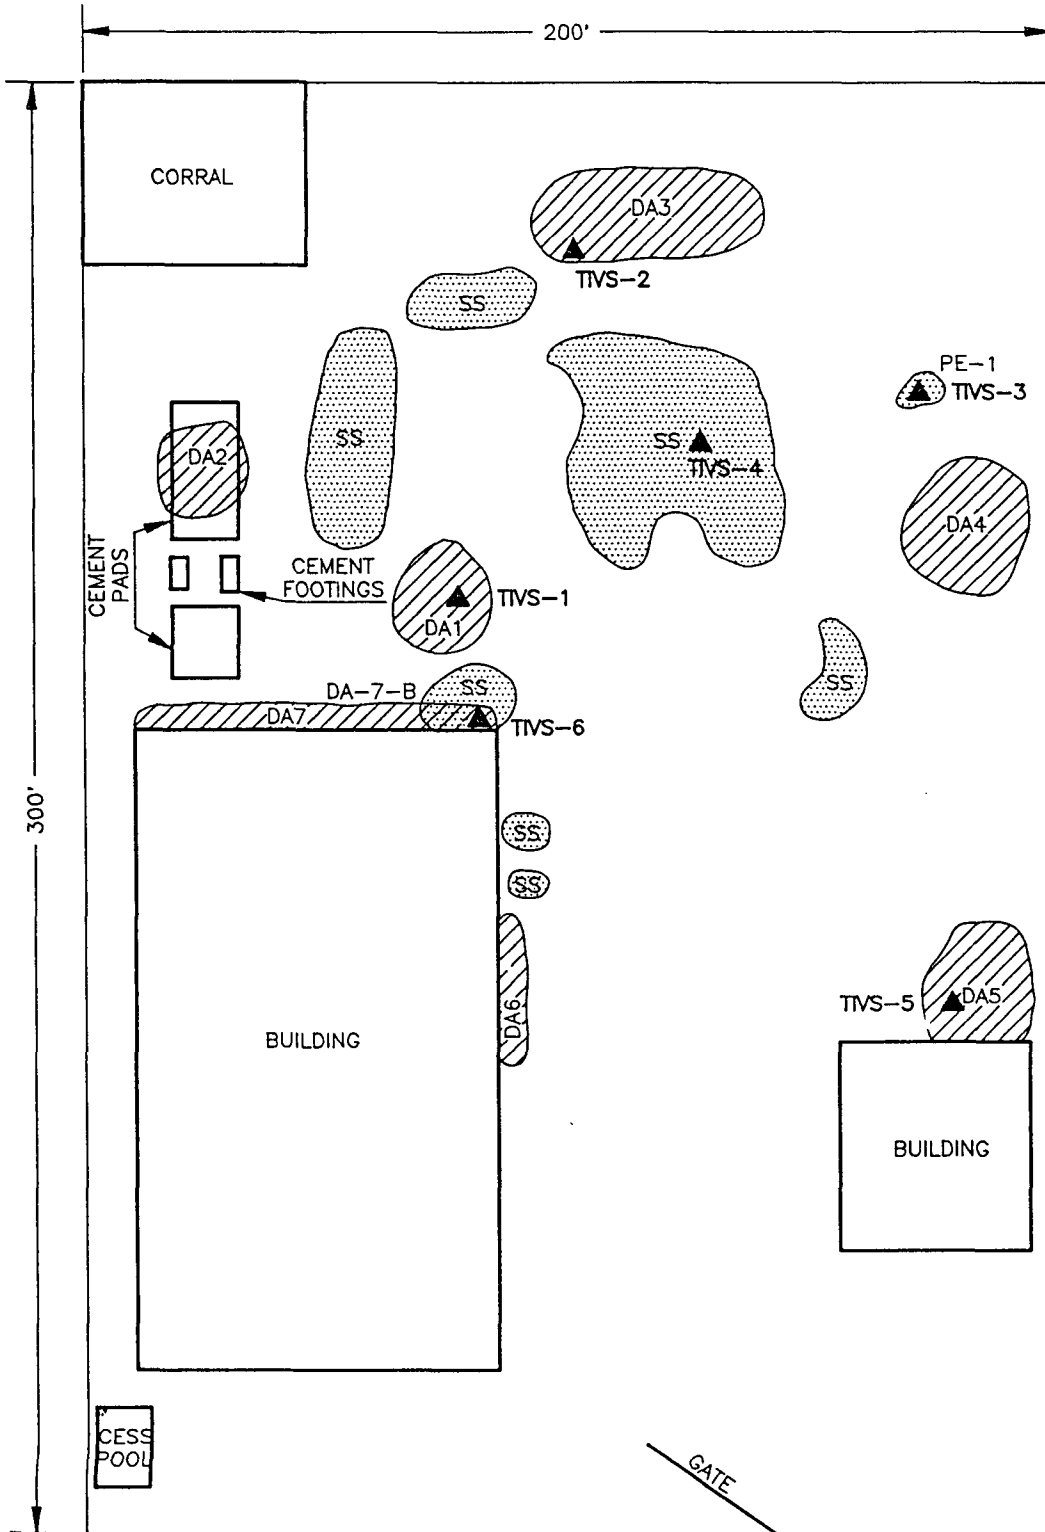 200'
CORRAL
DA3
TIVS-2
SS
PE-1
TIVS-3
SS
SS
TIVS-4
DA2
DA4
CEMENT
PADS
CEMENT
FOOTINGS
TIVS-1
DA1
SS
DA-7-B
SS
DA7
TIVS-6
300'
SS
SS
DA6
TIVS-5
DA5
BUILDING
BUILDING
CESS
POOL
GATE